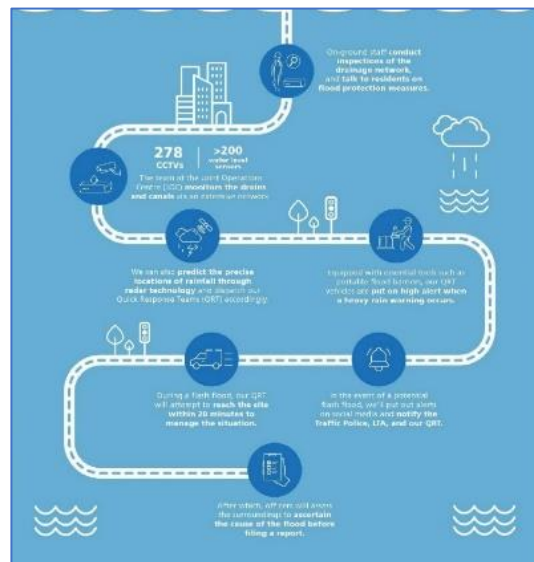 On-ground staff conduct
inspections of the
drainage network,
and talk to residents on
flood protection measures.
278
CCTVs
>200
water level
sensors
The team at the Joint Operations
Centre (JOC) monitors the drains
and canals via an extensive network
We can also predict the precise
locations of rainfall through
radar technology and dispatch our
Quick Response Teams (QRT) accordingly
Equipped with essential tools such as
portable flood barriers, our QRT
vehicles are put on high alert when
a heavy rain warning occurs.
During a flash flood, our QRT
will attempt to reach the site
within 20 minutes to
manage the situation.
In the event of a potential
flash flood, we'll put out alerts
on social media and notify the
Traffic Police, LTA, and our QRT.
After which, officers will assess
the surroundings to ascertain
the cause of the flood before
filing a report.